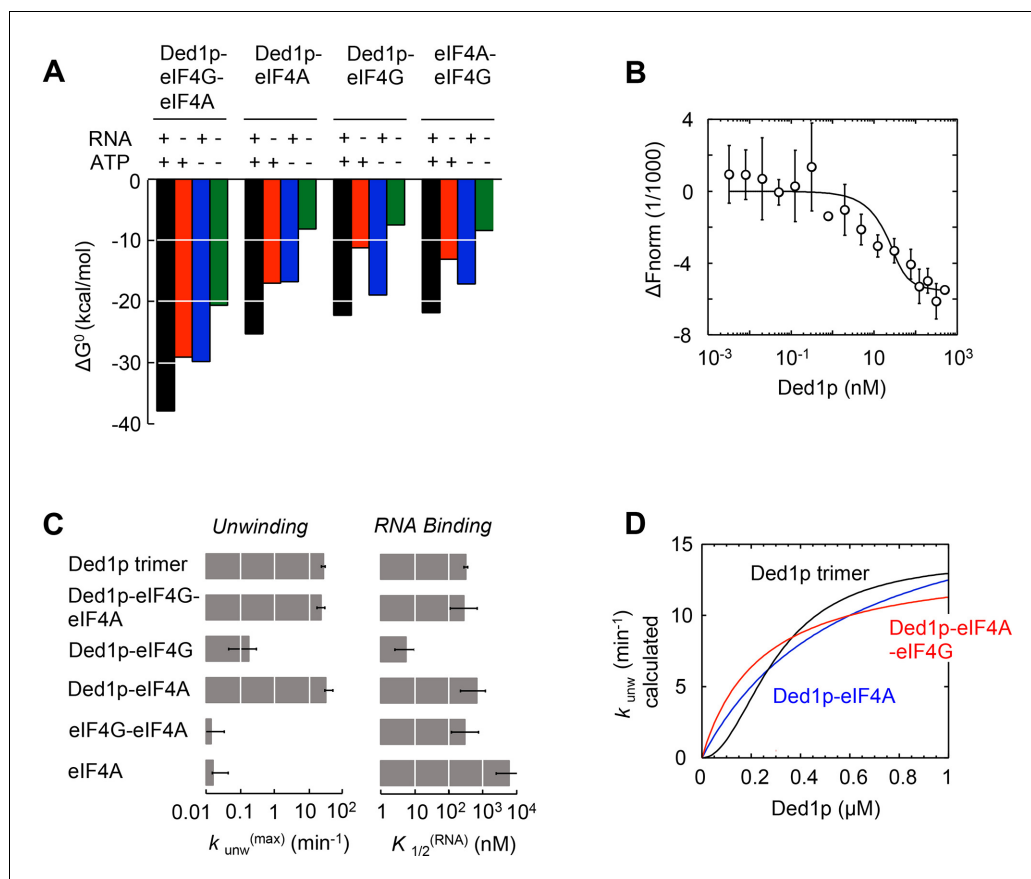 A
Ded1p-
eIF4G-
eIF4A
Ded1p-
eIF4A
Ded1p-
eIF4G
eIF4A-
eIF4G
RNA + - + - + - + - + - + - + - + -
ATP + + - - + + - - + + - - + + - -
0
-10
-20
-30
-40
ΔG⁰ (kcal/mol)
B
4
0
-4
-8
ΔFnorm (1/1000)
10⁻³ 10⁻¹ 10 10³
Ded1p (nM)
C
Unwinding
RNA Binding
Ded1p trimer
Ded1p-eIF4G-
eIF4A
Ded1p-eIF4G
Ded1p-eIF4A
eIF4G-eIF4A
eIF4A
0.01 0.1 1 10 10²
k unw⁽ᵐᵃˣ⁾ (min⁻¹)
1 10 10² 10³ 10⁴
K 1/2⁽ᴿᴺᴬ⁾ (nM)
D
15
10
5
0
k unw (min⁻¹)
calculated
Ded1p trimer
Ded1p-eIF4A
-eIF4G
Ded1p-eIF4A
0 0.2 0.4 0.6 0.8 1
Ded1p (µM)